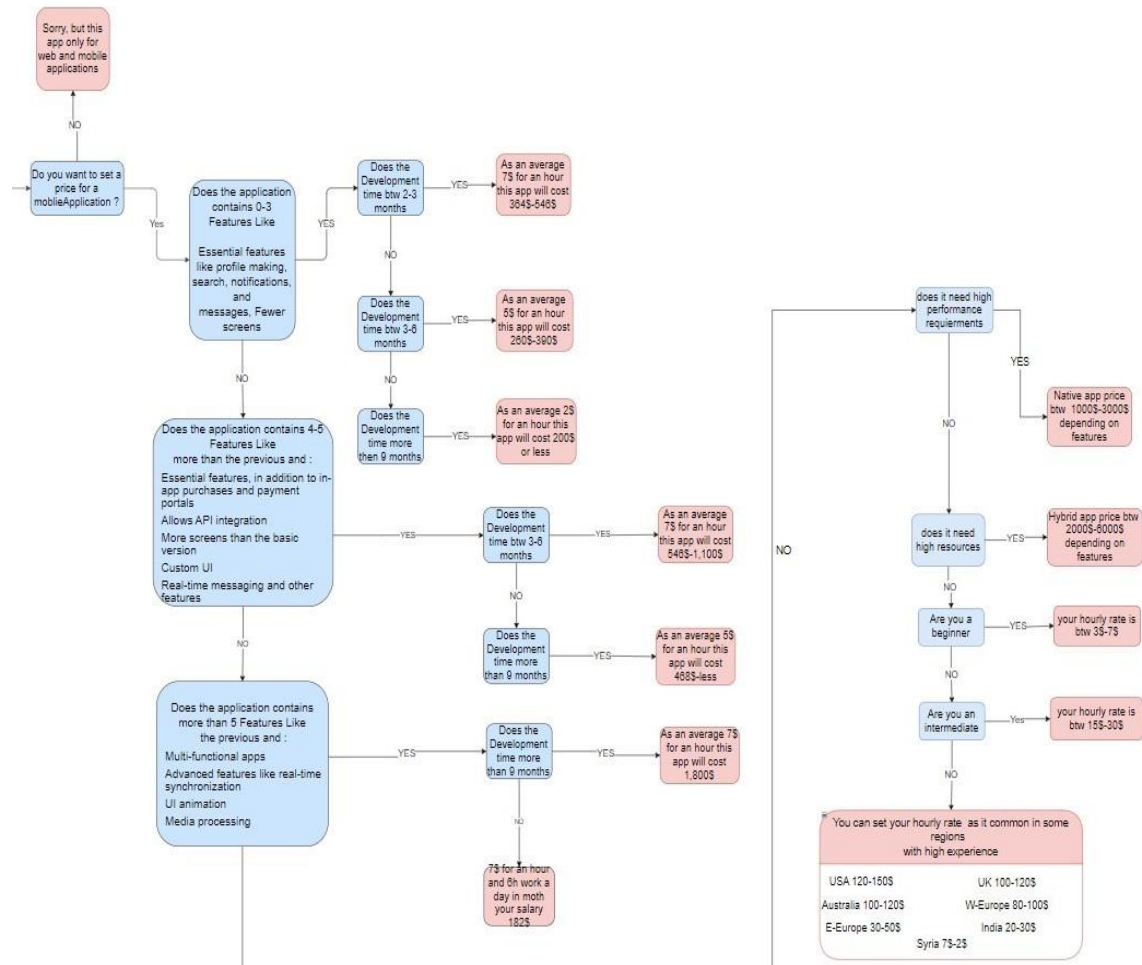 Sorry, but this
app only for
web and mobile
applications
NO
Do you want to set a
price for a
moblieApplication ?
Yes
Does the application
contains 0-3
Features Like
Essential features
like profile making,
search, notifications,
and
messages, Fewer
screens
YES
Does the
Development
time btw 2-3
months
YES
As an average
7$ for an hour
this app will cost
364$-546$
NO
Does the
Development
time btw 3-6
months
YES
As an average
5$ for an hour
this app will cost
260$-390$
NO
Does the
Development
time more
then 9 months
YES
As an average 2$
for an hour this
app will cost 200$
or less
NO
Does the application contains 4-5
Features Like
more than the previous and :
Essential features, in addition to in-
app purchases and payment
portals
Allows API integration
More screens than the basic
version
Custom UI
Real-time messaging and other
features
YES
Does the
Development
time btw 3-6
months
YES
As an average
7$ for an hour
this app will cost
546$-1,100$
NO
Does the
Development
time more
than 9 months
YES
As an average 5$
for an hour this
app will cost
468$-less
NO
Does the application contains
more than 5 Features Like
the previous and :
Multi-functional apps
Advanced features like real-time
synchronization
UI animation
Media processing
YES
Does the
Development
time more
than 9 months
YES
As an average 7$
for an hour this
app will cost
1,800$
NO
7$ for an hour
and 6h work a
day in moth
your salary
182$
NO
does it need high
performance
requierments
YES
Native app price
btw 1000$-3000$
depending on
features
NO
does it need
high resources
YES
Hybrid app price btw
2000$-6000$
depending on
features
NO
Are you a
beginner
YES
your hourly rate is
btw 3$-7$
NO
Are you an
intermediate
Yes
your hourly rate is
btw 15$-30$
NO
You can set your hourly rate as it common in some
regions
with high experience
USA 120-150$
UK 100-120$
Australia 100-120$
W-Europe 80-100$
E-Europe 30-50$
India 20-30$
Syria 7$-2$